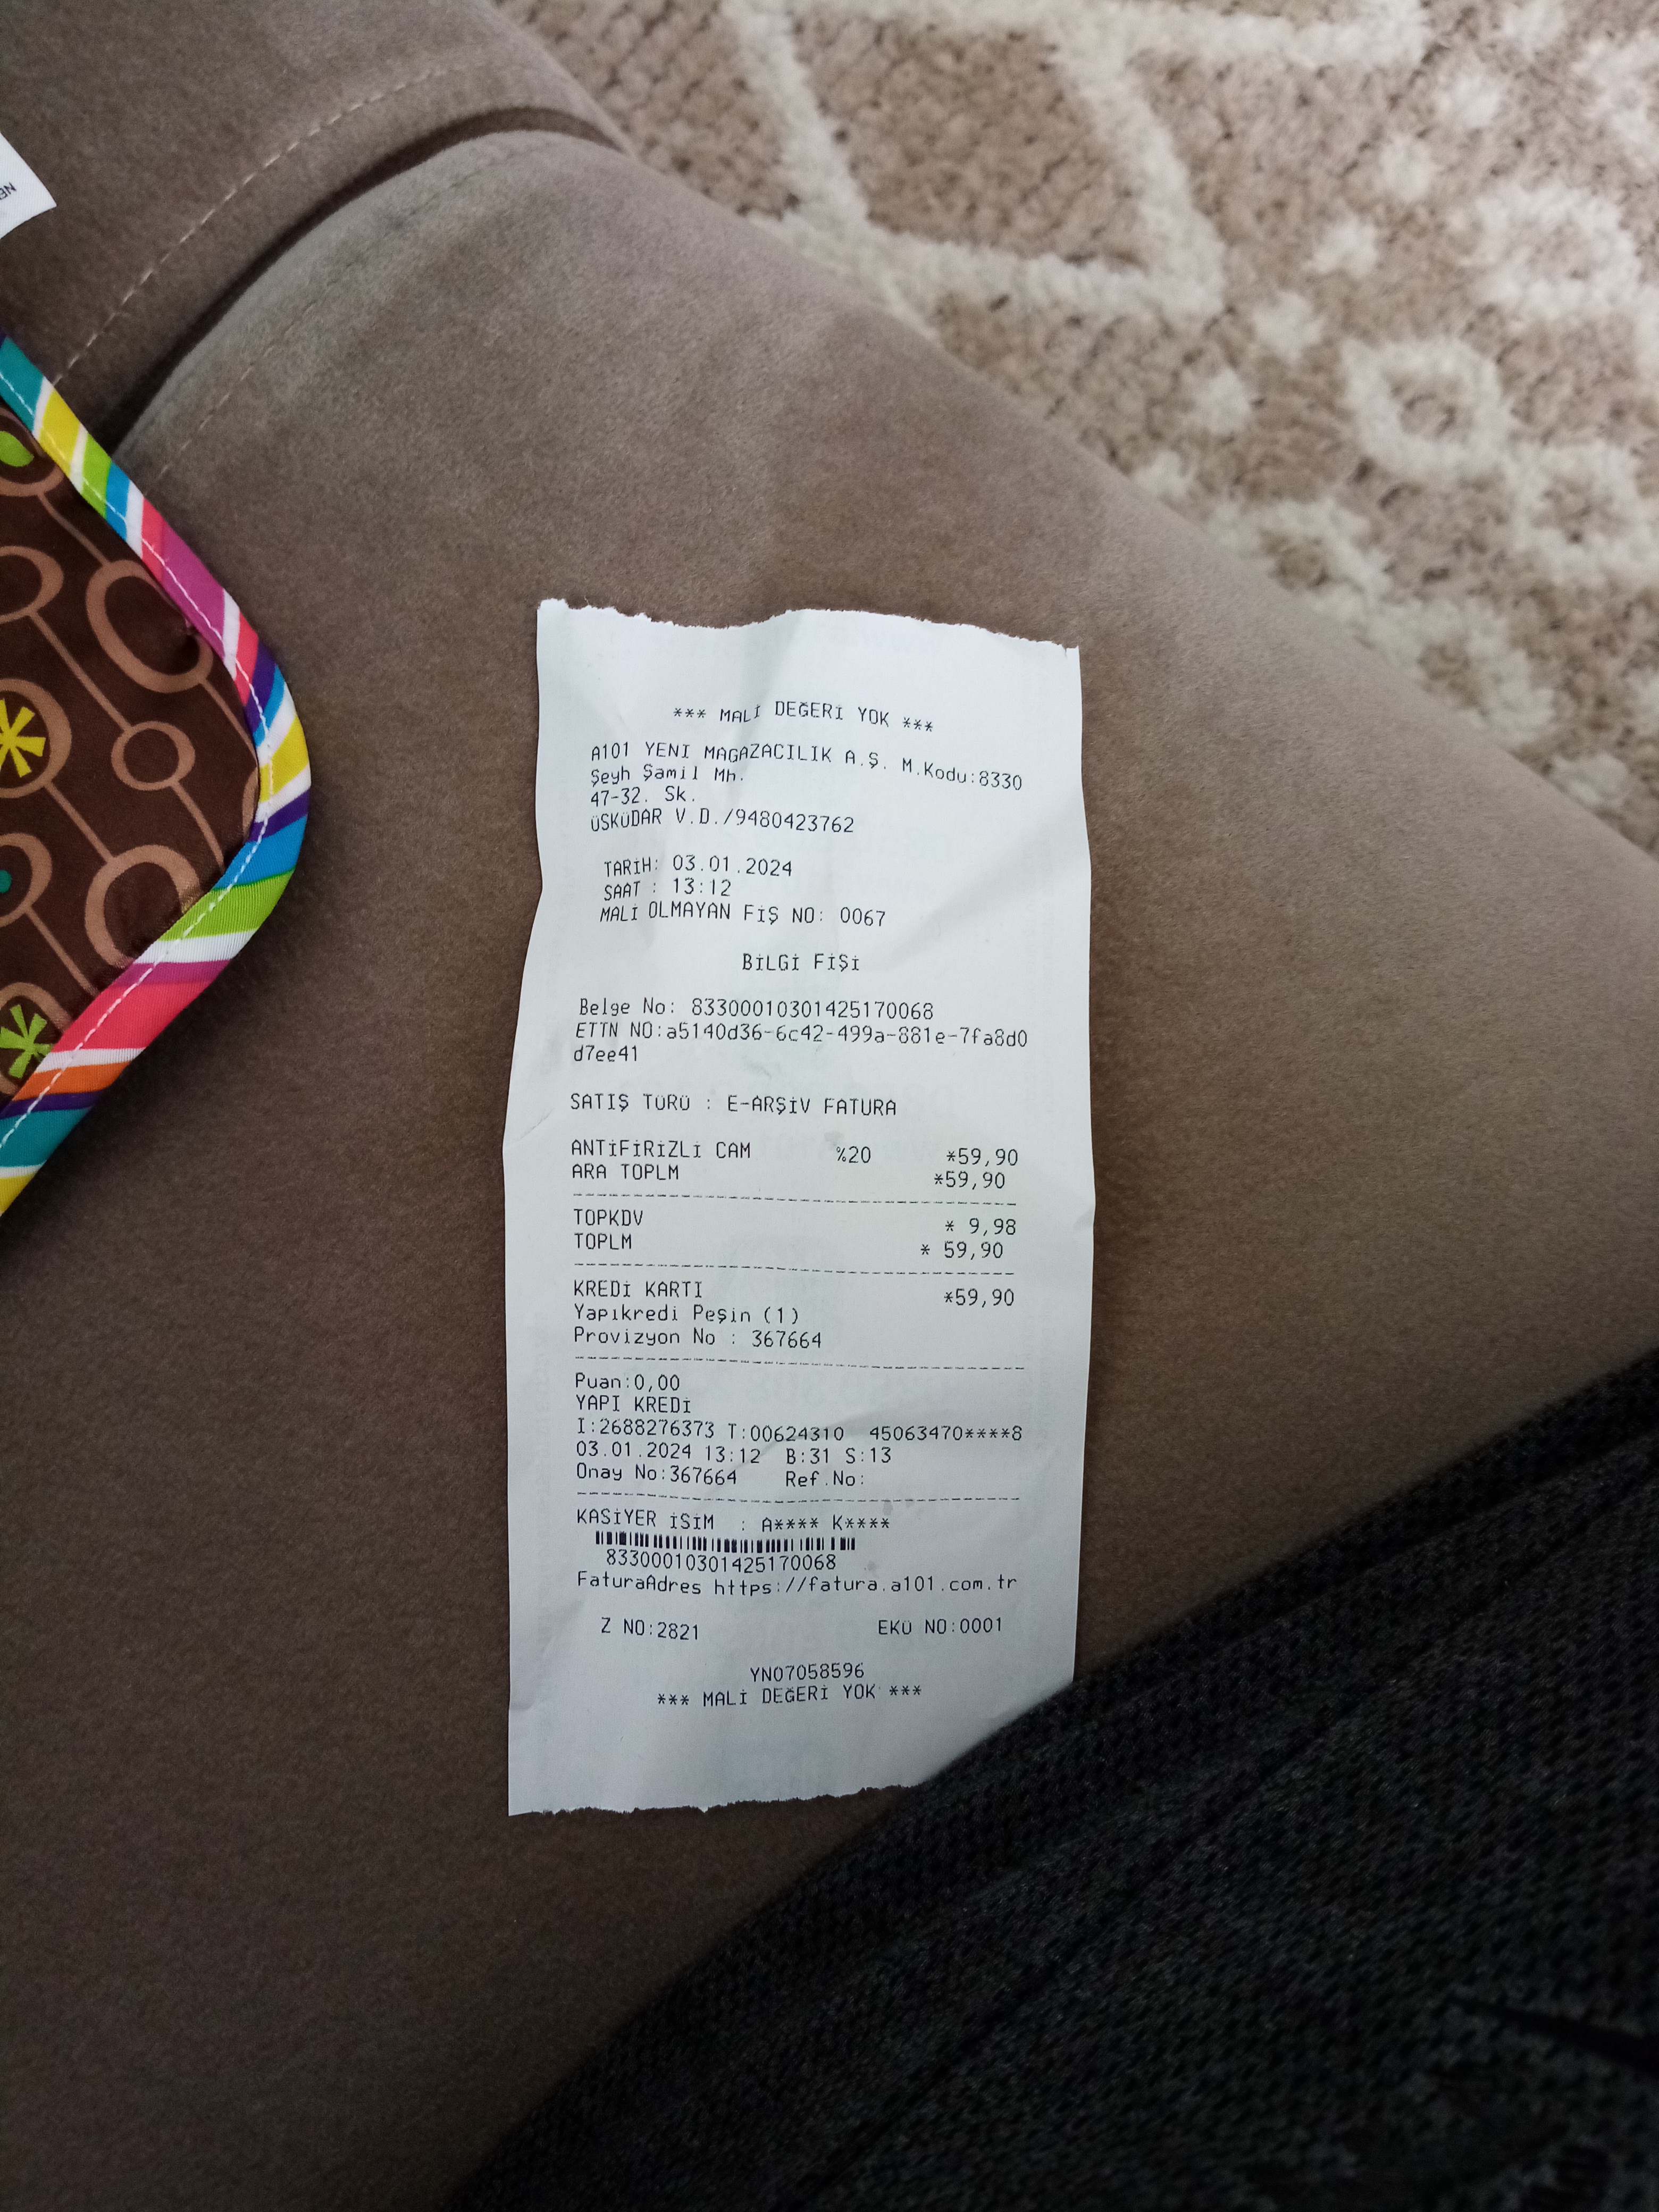 NE
*** MALİ DEĞERİ YOK ***
A101 YENİ MAGAZACILIK A.Ş. M.Kodu:8330
Şeyh Şamil Mh.
47-32. Sk.
ÜSKÜDAR V.D./9480423762
TARİH: 03.01.2024
SAAT : 13:12
MALİ OLMAYAN FİŞ NO: 0067
BİLGİ FİŞİ
Belge No: 83300010301425170068
ETTN NO:a5140d36-6c42-499a-881e-7fa8d0
d7ee41
SATIŞ TÜRÜ : E-ARŞİV FATURA
ANTİFİRİZLİ CAM %20 *59,90
ARA TOPLM *59,90
TOPKDV * 9,98
TOPLM * 59,90
KREDİ KARTI *59,90
Yapıkredi Peşin (1)
Provizyon No : 367664
Puan:0,00
YAPI KREDİ
I:2688276373 T:00624310 45063470****8
03.01.2024 13:12 B:31 S:13
Onay No:367664 Ref.No:
KASİYER İSİM : A**** K****
83300010301425170068
FaturaAdres https://fatura.a101.com.tr
Z NO:2821 EKÜ NO:0001
YN07058596
*** MALİ DEĞERİ YOK ***